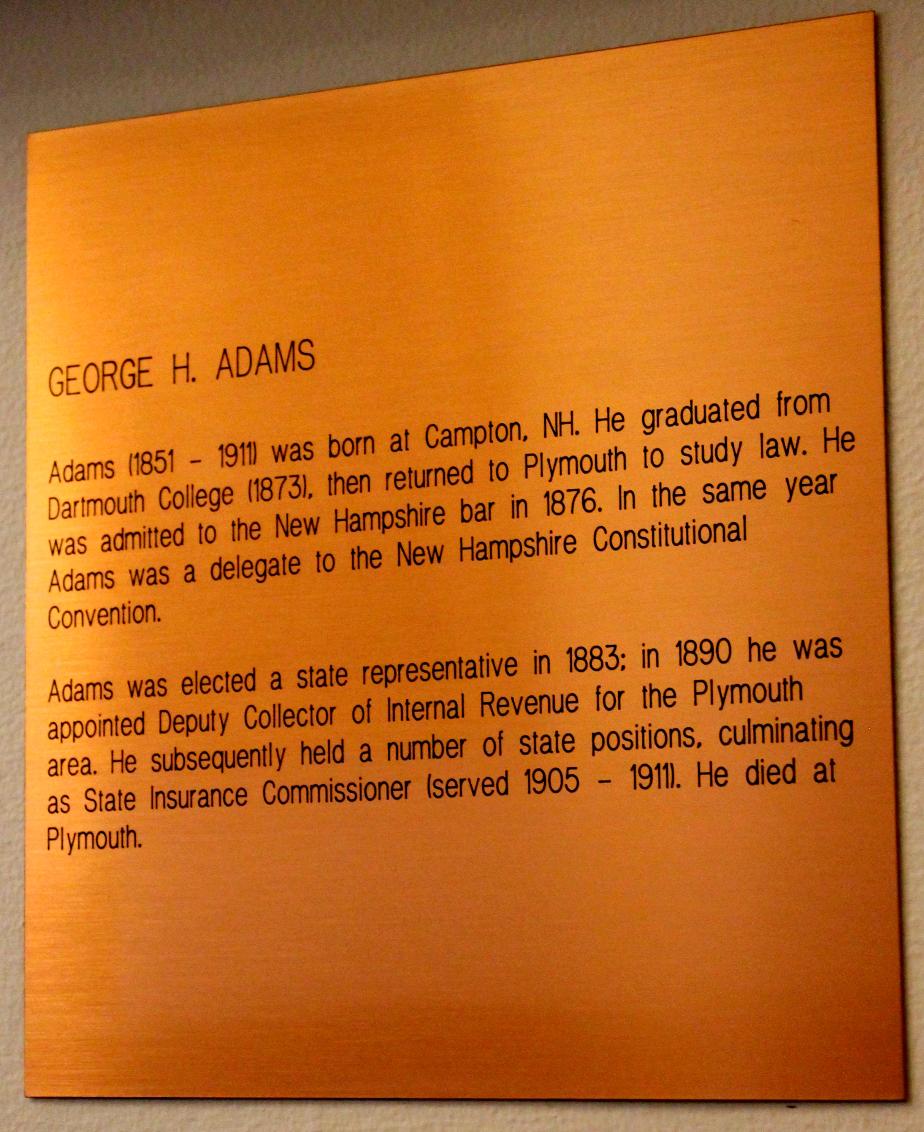 GEORGE H. ADAMS
Adams (1851 - 1911) was born at Campton, NH. He graduated from
Dartmouth College (1873), then returned to Plymouth to study law. He
was admitted to the New Hampshire bar in 1876. In the same year
Adams was a delegate to the New Hampshire Constitutional
Convention.
Adams was elected a state representative in 1883; in 1890 he was
appointed Deputy Collector of Internal Revenue for the Plymouth
area. He subsequently held a number of state positions, culminating
as State Insurance Commissioner (served 1905 - 1911). He died at
Plymouth.